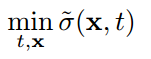 min σ̃(x, t)
t,x